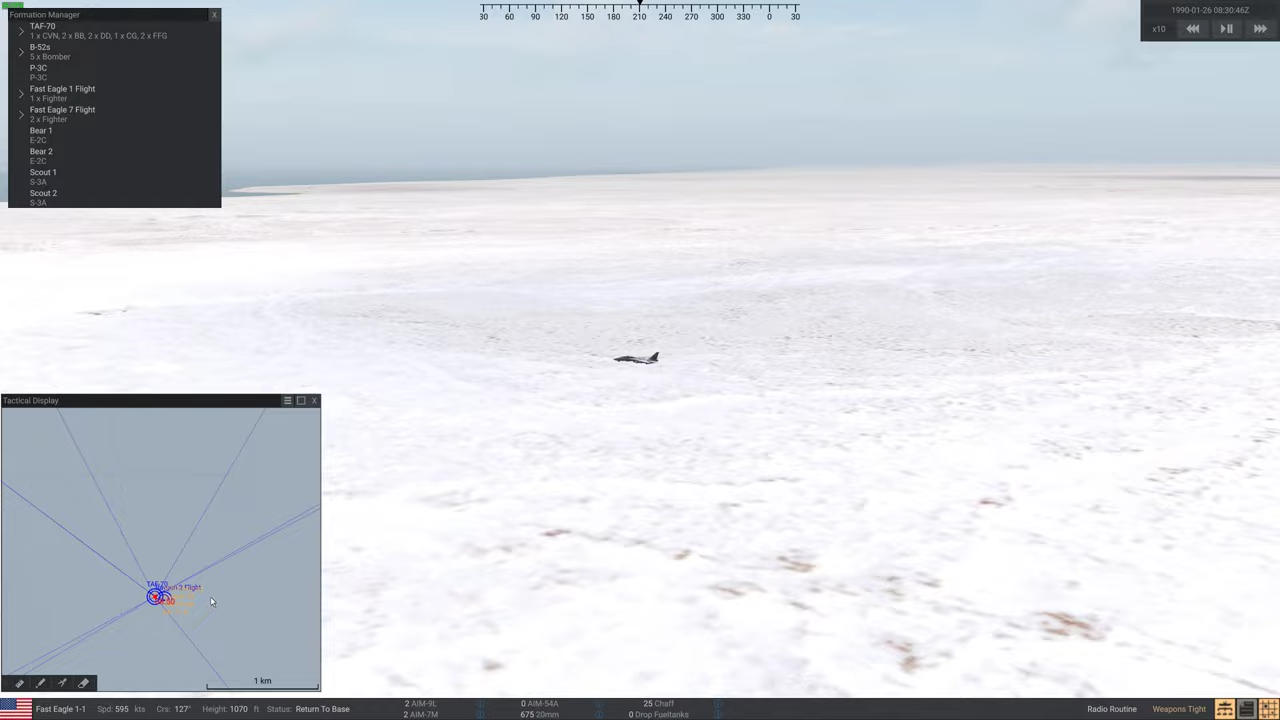 Formation Manager X
TAF-70
1 x CVN, 2 x BB, 2 x DD, 1 x CG, 2 x FFG
B-52s
5 x Bomber
P-3C
P-3C
Fast Eagle 1 Flight
1 x Fighter
Fast Eagle 7 Flight
2 x Fighter
Bear 1
E-2C
Bear 2
E-2C
Scout 1
S-3A
Scout 2
S-3A
30 60 90 120 150 180 210 240 270 300 330 0 30
1990-01-26 08:30:46Z
x10
Tactical Display X
TAF-70
Flight
1 km
Fast Eagle 1-1 Spd: 595 kts Crs: 127° Height: 1070 ft Status: Return To Base
2 AIM-9L 0 AIM-54A 25 Chaff
2 AIM-7M 675 20mm 0 Drop Fueltanks
Radio Routine Weapons Tight